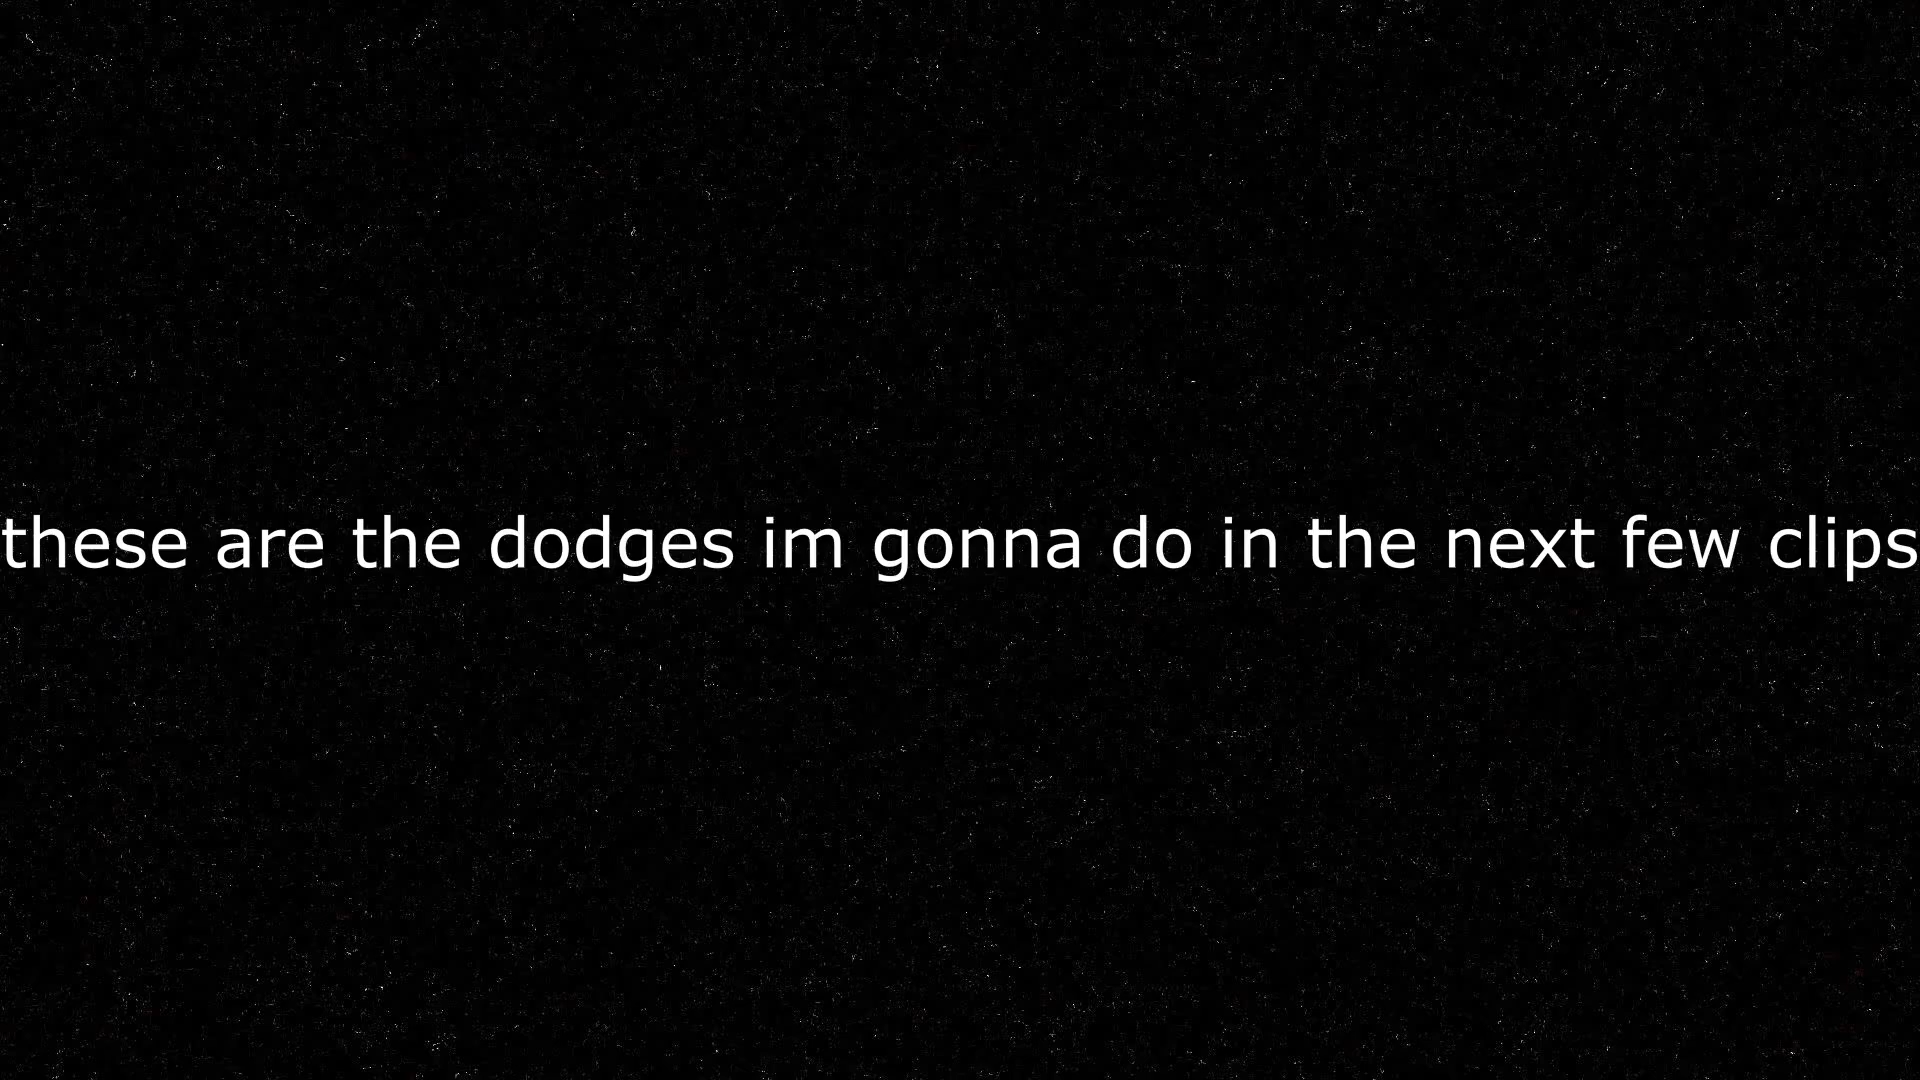 these are the dodges im gonna do in the next few clips